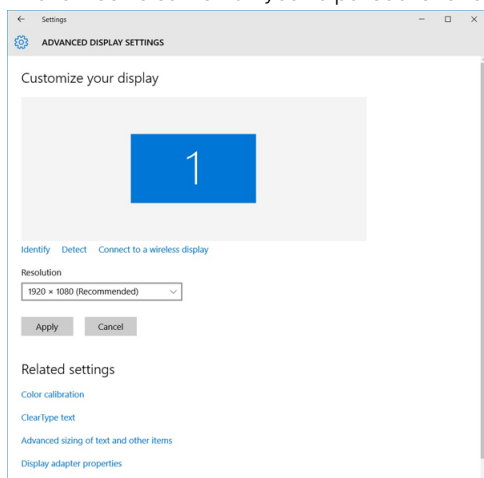 Settings
ADVANCED DISPLAY SETTINGS
Customize your display
1
Identify Detect Connect to a wireless display
Resolution
1920 × 1080 (Recommended)
Apply Cancel
Related settings
Color calibration
ClearType text
Advanced sizing of text and other items
Display adapter properties